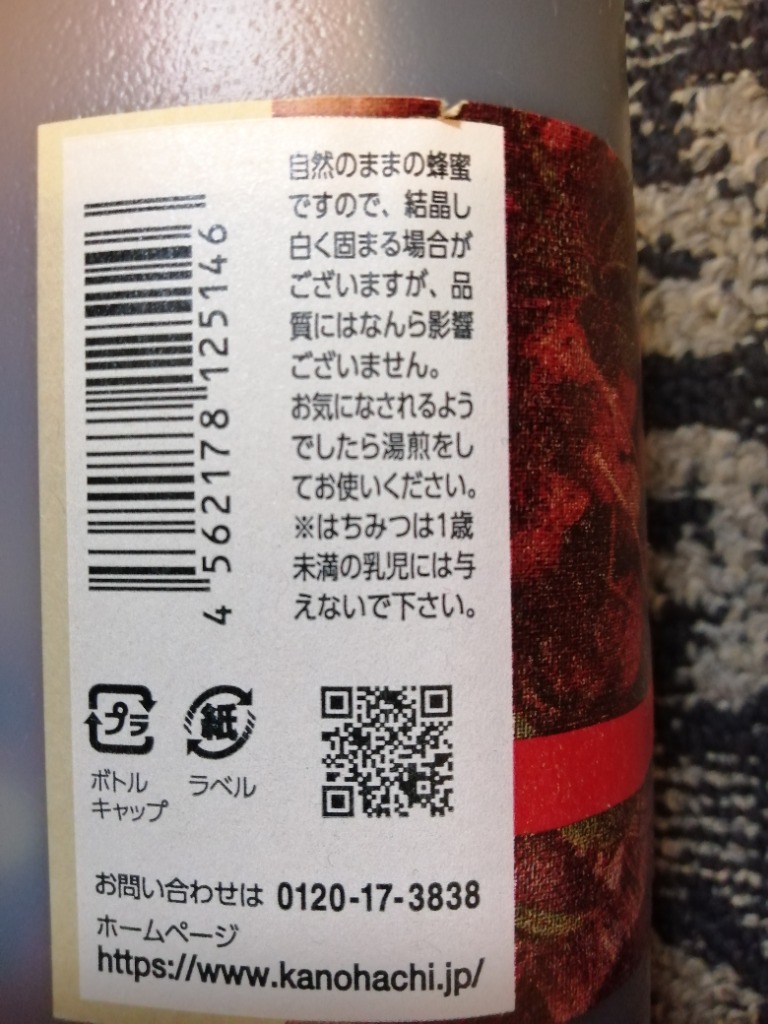 自然のままの蜂蜜
ですので、結晶し
白く固まる場合が
ございますが、品
質にはなんら影響
ございません。
お気になされるよう
でしたら湯煎をし
てお使いください。
※はちみつは1歳
未満の乳児には与
えないで下さい。
4 562178 125146
プラ
ボトル
キャップ
紙
ラベル
お問い合わせは 0120-17-3838
ホームページ
https://www.kanohachi.jp/